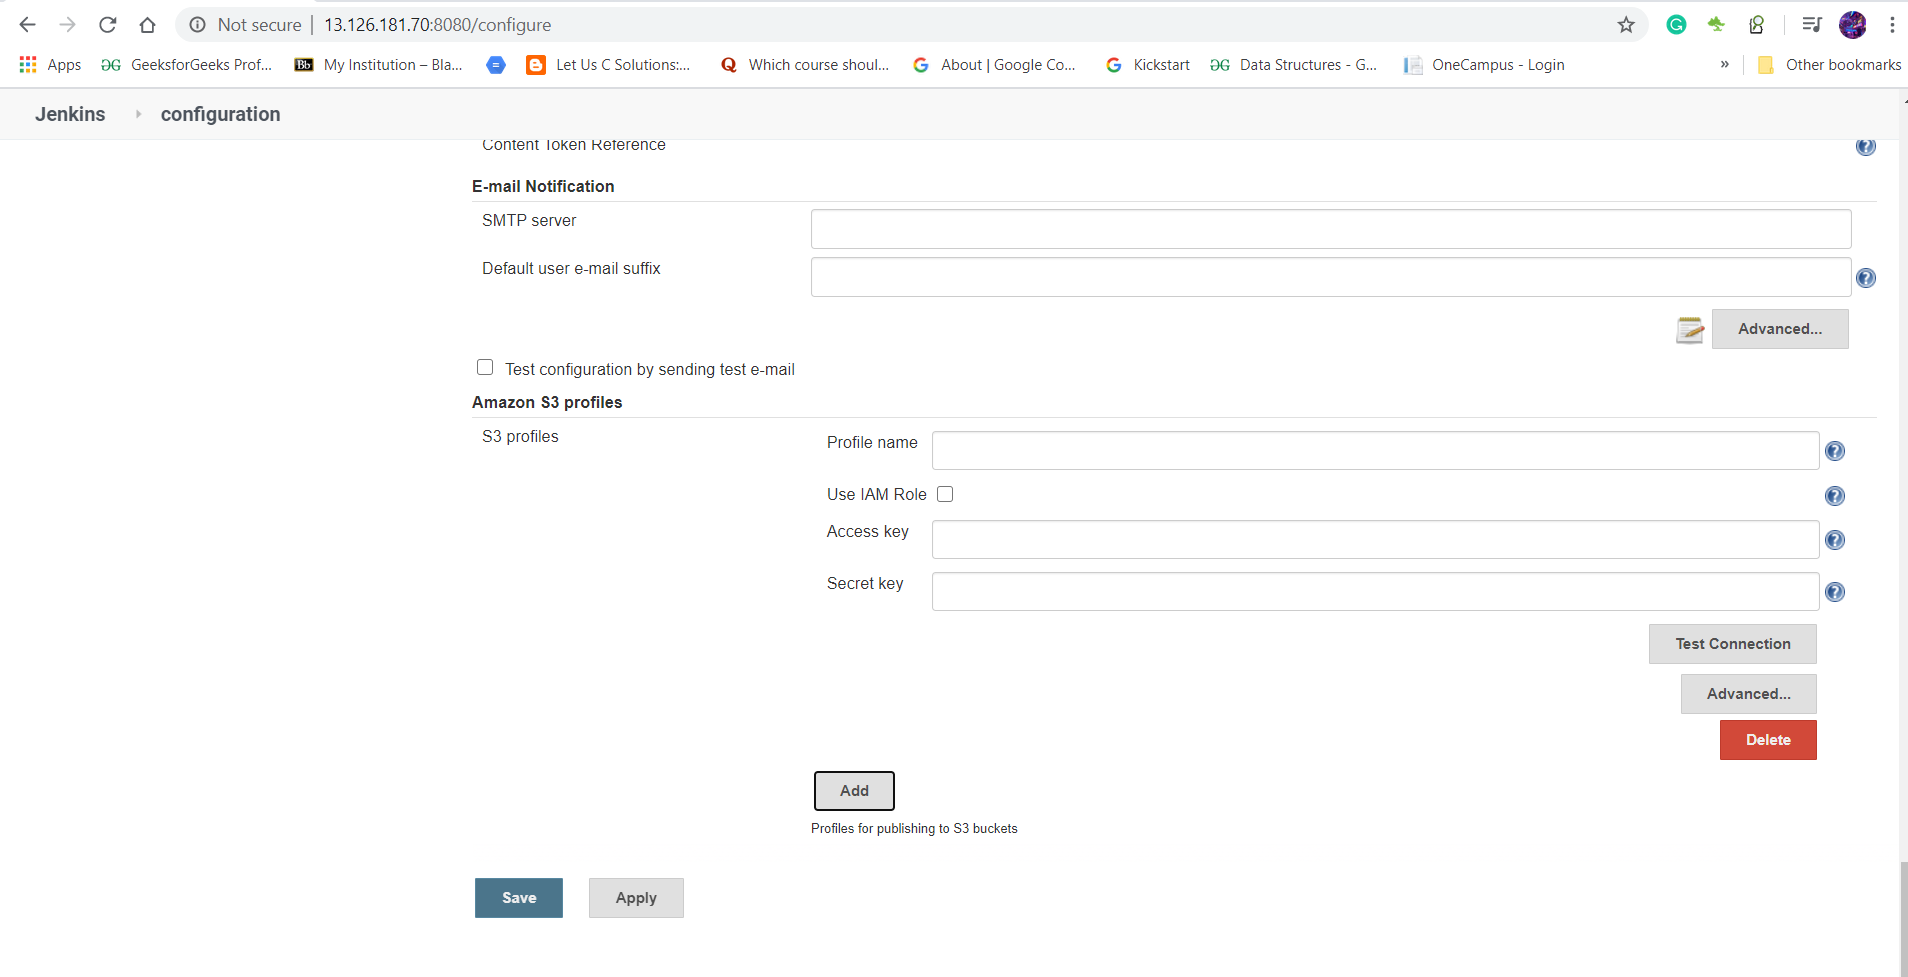 Not secure | 13.126.181.70:8080/configure
Apps GeeksforGeeks Prof... Bb My Institution – Bla... Let Us C Solutions:... Which course shoul... About | Google Co... Kickstart Data Structures - G... OneCampus - Login » Other bookmarks
Jenkins configuration
Content Token Reference
E-mail Notification
SMTP server
Default user e-mail suffix
Advanced...
Test configuration by sending test e-mail
Amazon S3 profiles
S3 profiles
Profile name
Use IAM Role
Access key
Secret key
Test Connection
Advanced...
Delete
Add
Profiles for publishing to S3 buckets
Save Apply